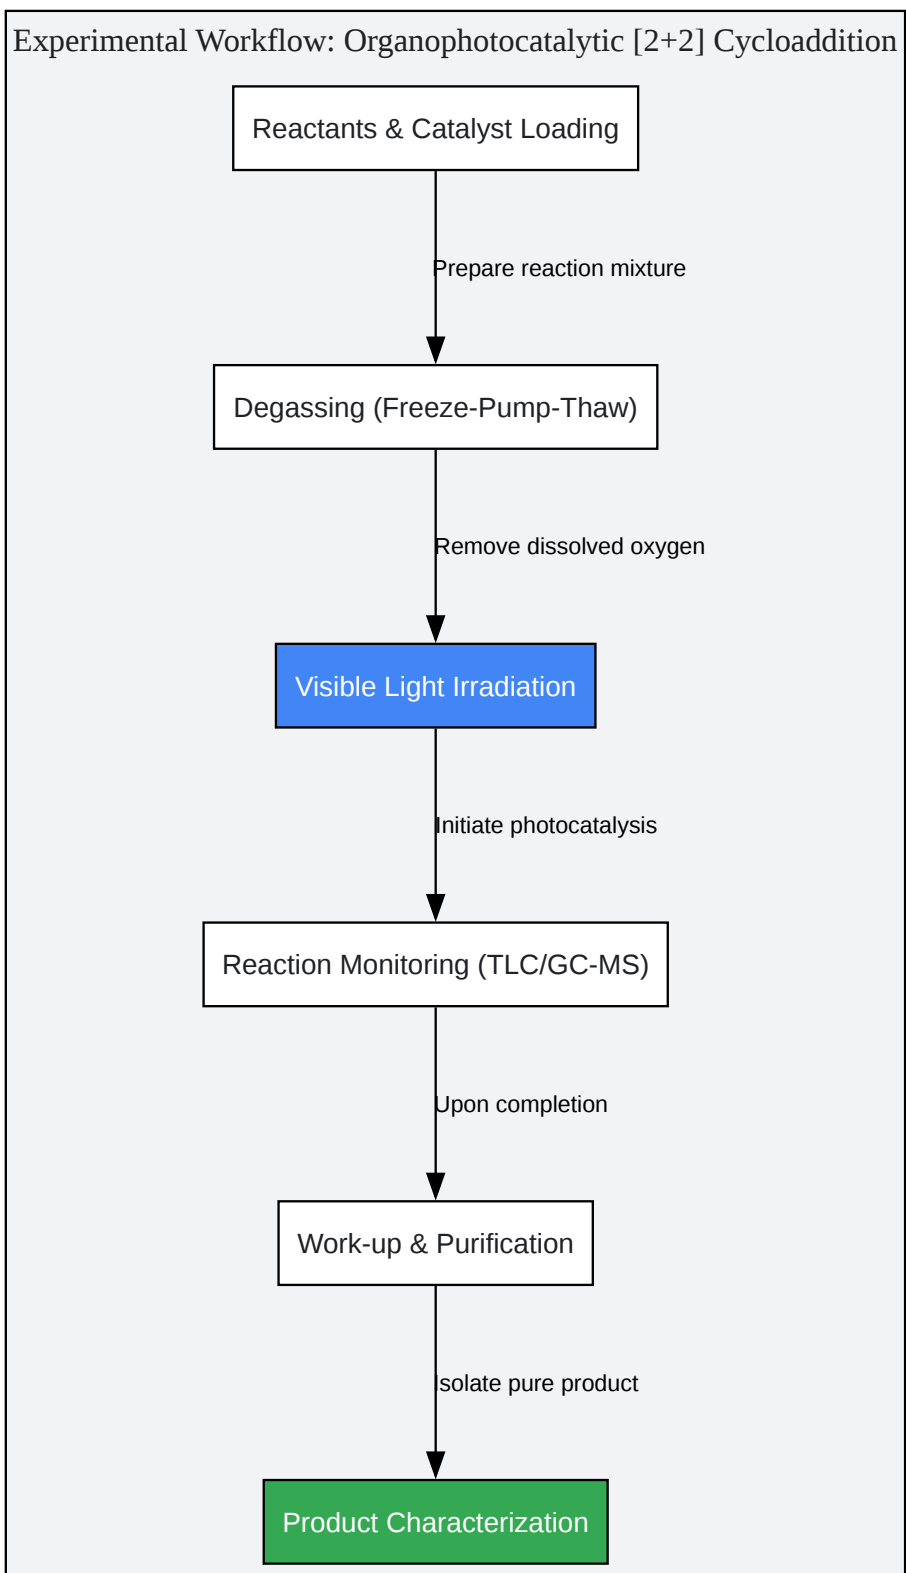 Experimental Workflow: Organophotocatalytic [2+2] Cycloaddition
Reactants & Catalyst Loading
Prepare reaction mixture
Degassing (Freeze-Pump-Thaw)
Remove dissolved oxygen
Visible Light Irradiation
Initiate photocatalysis
Reaction Monitoring (TLC/GC-MS)
Upon completion
Work-up & Purification
Isolate pure product
Product Characterization